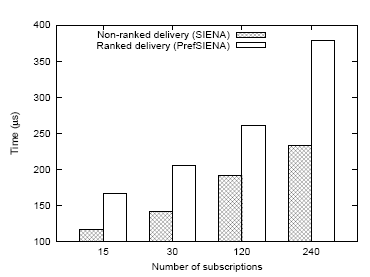 Non-ranked delivery (SIENA)
Ranked delivery (PrefSIENA)
400
350
300
250
200
150
100
Time (µs)
15 30 120 240
Number of subscriptions